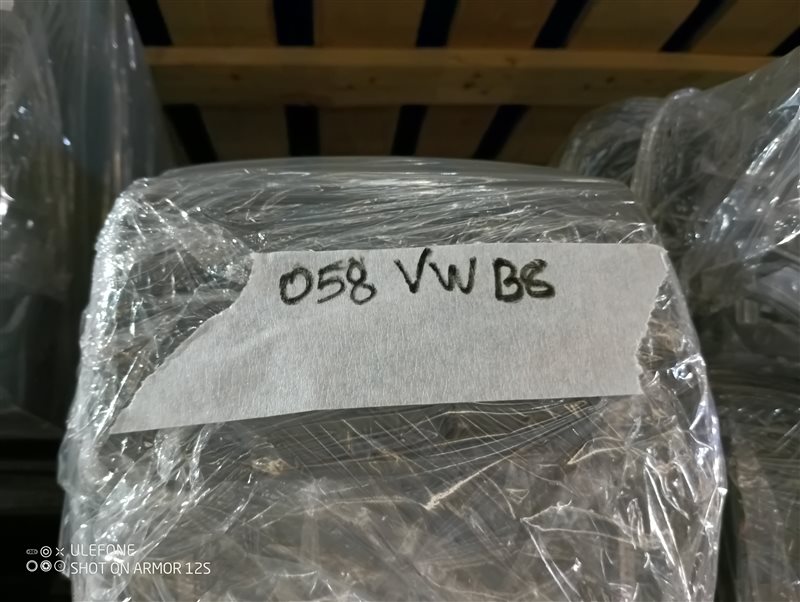 058 VW B6
ULEFONE
SHOT ON ARMOR 12S